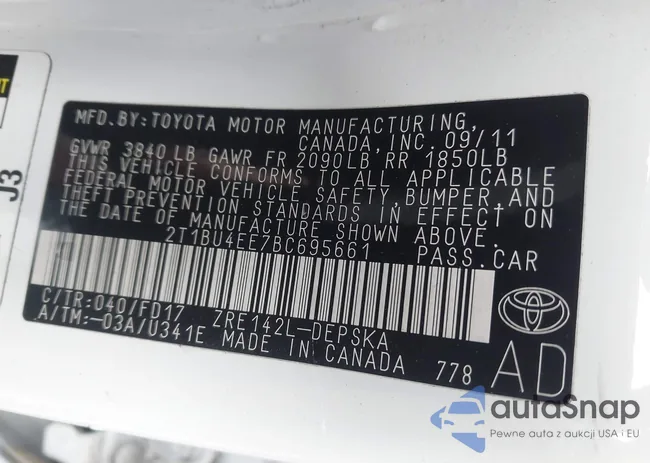 J3
MFD.BY:TOYOTA MOTOR MANUFACTURING,
CANADA, INC. 09/11
GVWR 3840 LB GAWR FR 2090LB RR 1850LB
THIS VEHICLE CONFORMS TO ALL APPLICABLE
FEDERAL MOTOR VEHICLE SAFETY, BUMPER, AND
THEFT PREVENTION STANDARDS IN EFFECT ON
THE DATE OF MANUFACTURE SHOWN ABOVE.
2T1BU4EE7BC695661 PASS.CAR
C/TR:040/FD17 ZRE142L-DEPSKA
A/TM:-03A/U341E MADE IN CANADA 778 AD
autoSnap
Pewne auta z aukcji USA i EU